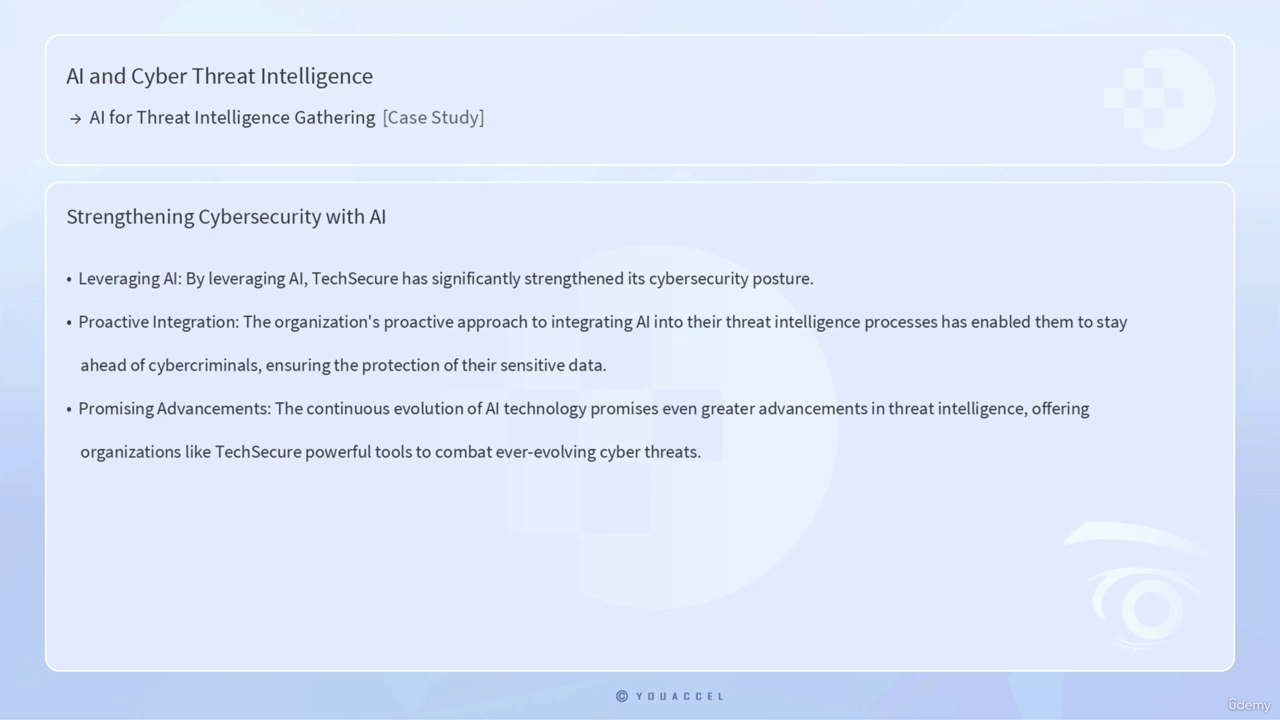 AI and Cyber Threat Intelligence
→ AI for Threat Intelligence Gathering [Case Study]
Strengthening Cybersecurity with AI
• Leveraging AI: By leveraging AI, TechSecure has significantly strengthened its cybersecurity posture.
• Proactive Integration: The organization's proactive approach to integrating AI into their threat intelligence processes has enabled them to stay
ahead of cybercriminals, ensuring the protection of their sensitive data.
• Promising Advancements: The continuous evolution of AI technology promises even greater advancements in threat intelligence, offering
organizations like TechSecure powerful tools to combat ever-evolving cyber threats.
© YOUACCEL
ûdemy